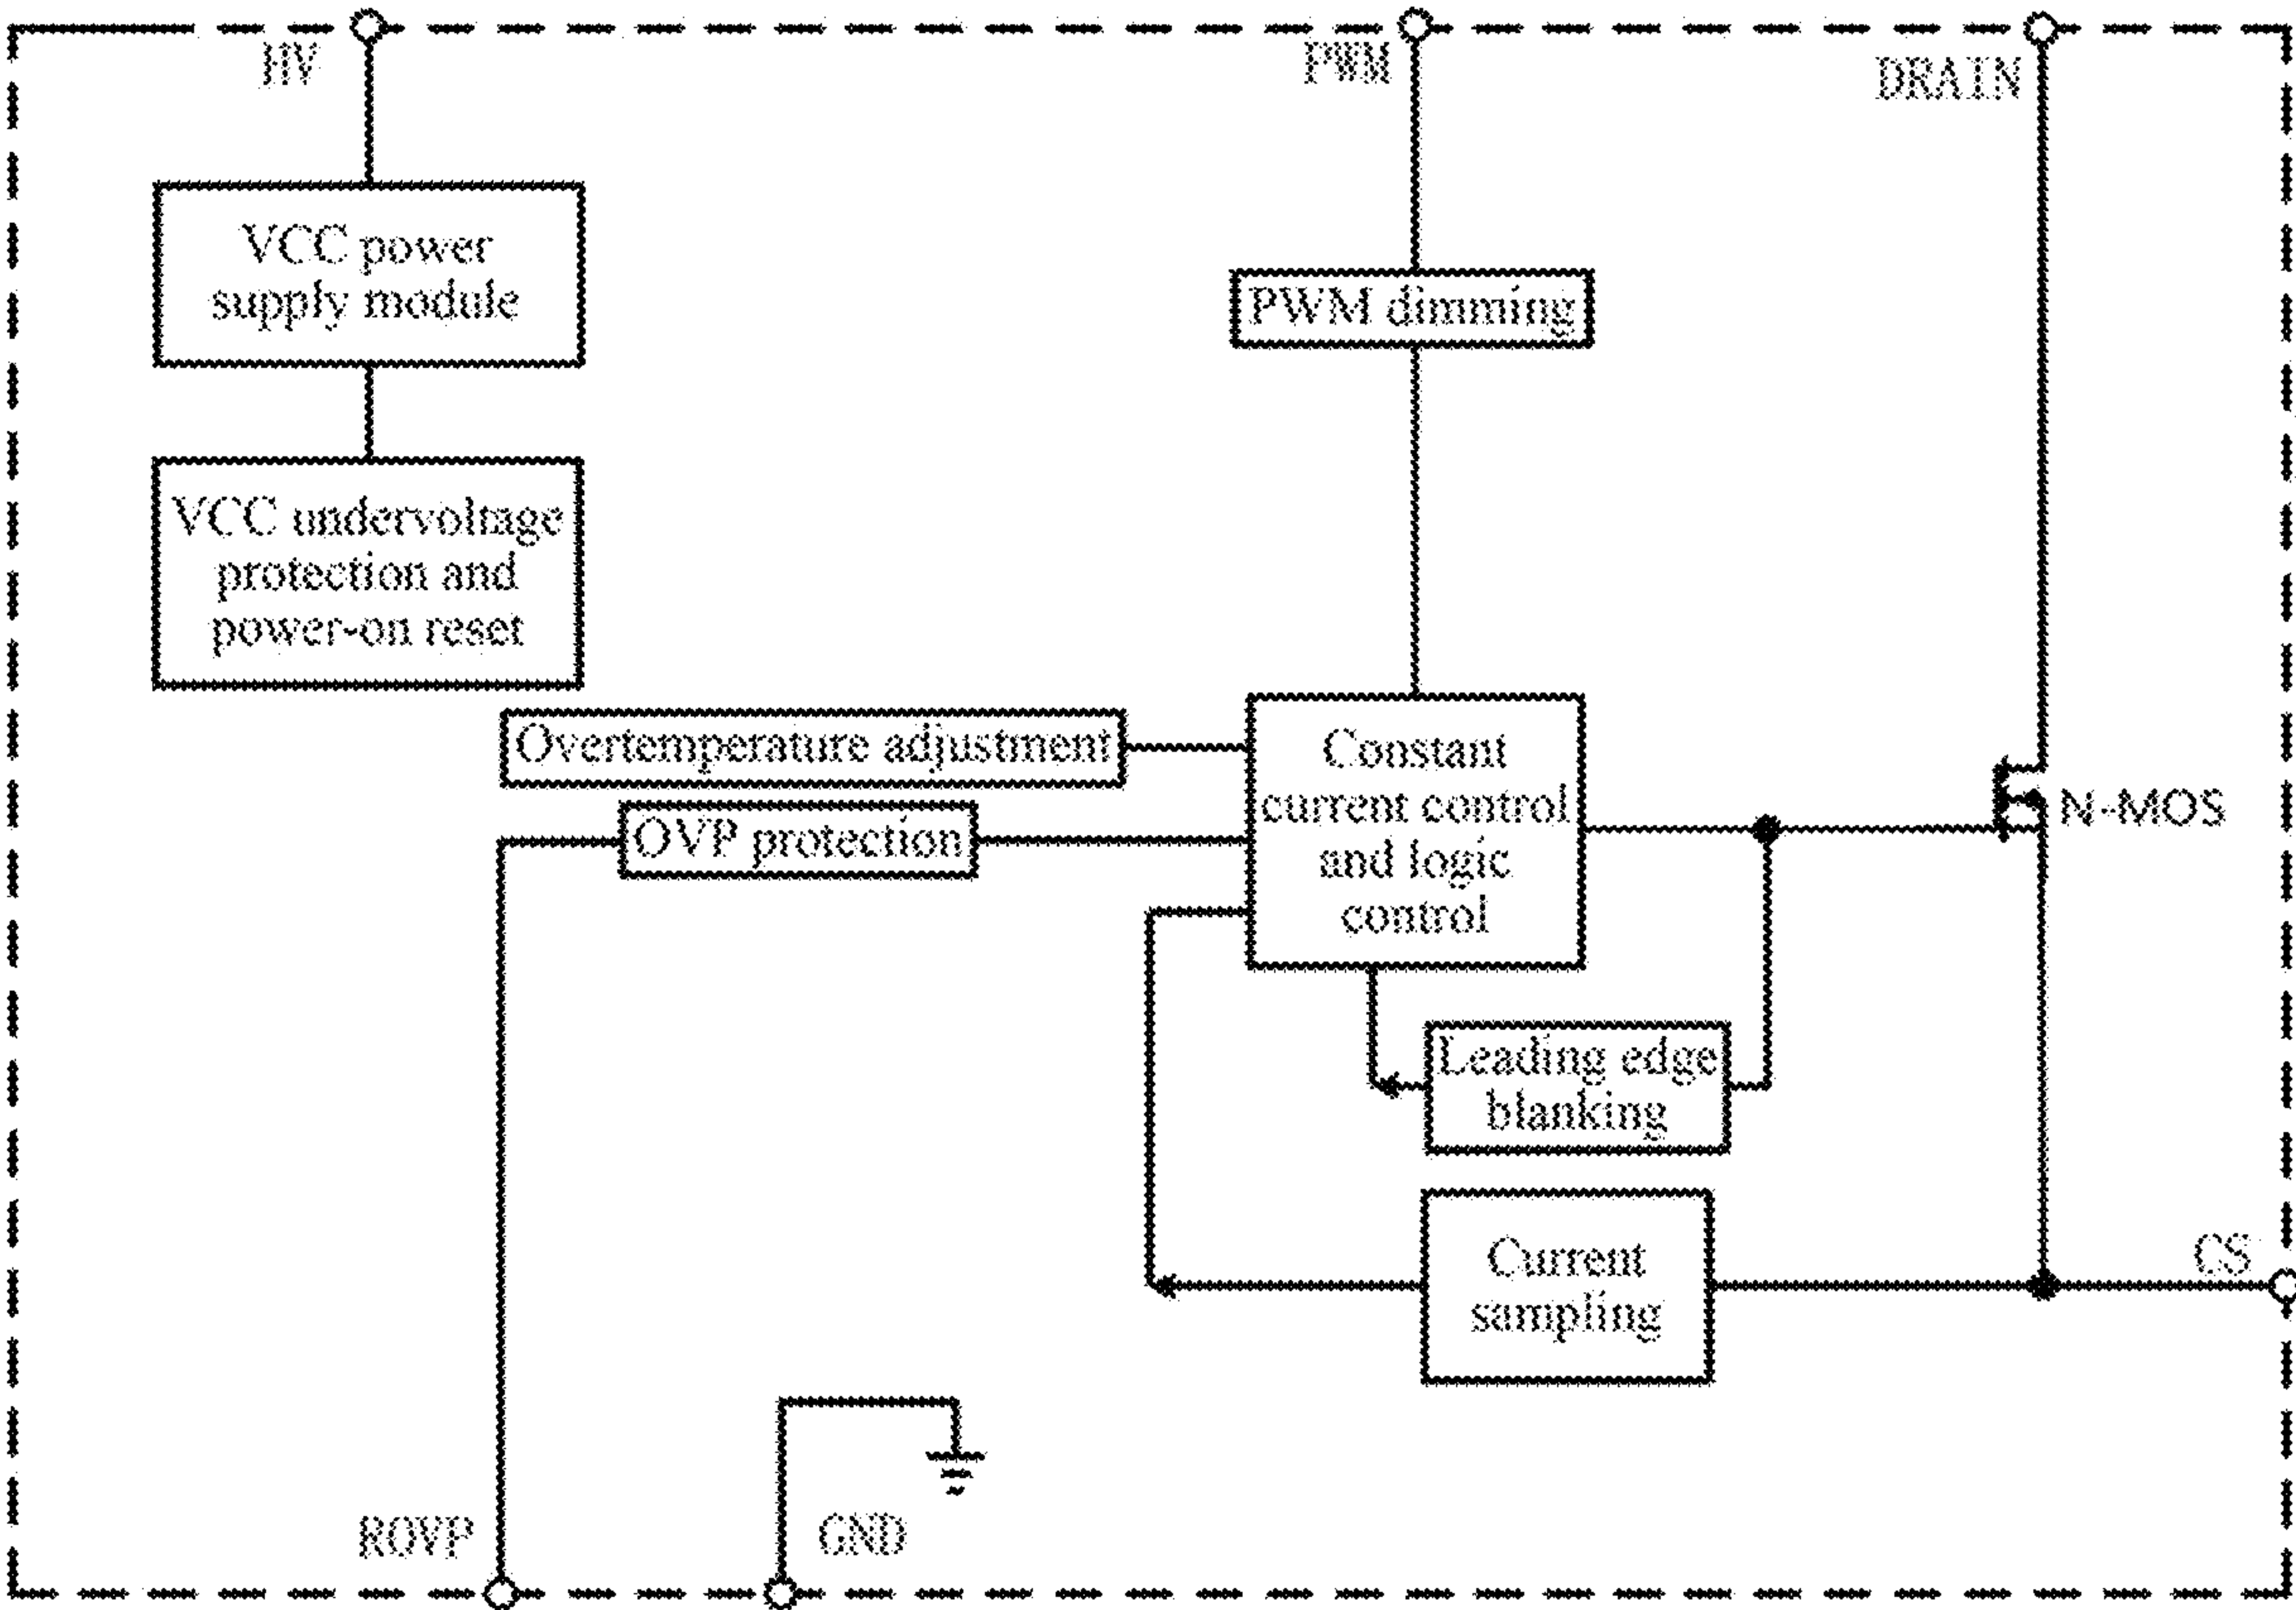 HV
PWM
DRAIN
VCC power
supply module
PWM dimming
VCC undervoltage
protection and
power-on reset
Overtemperature adjustment
OVP protection
Constant
current control
and logic
control
N-MOS
Leading edge
blanking
Current
sampling
CS
ROVP
GND